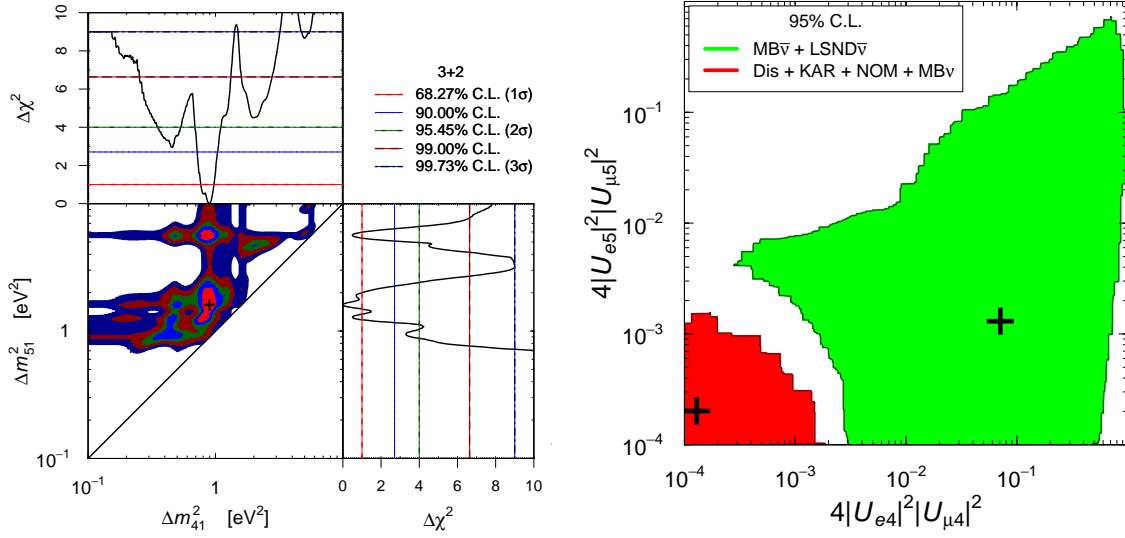 10
8
6
4
2
0
Δχ²
3+2
68.27% C.L. (1σ)
90.00% C.L.
95.45% C.L. (2σ)
99.00% C.L.
99.73% C.L. (3σ)
Δm²₅₁ [eV²]
1
10⁻¹
10⁻¹ 1
Δm²₄₁ [eV²]
0 2 4 6 8 10
Δχ²
95% C.L.
MBν̄ + LSNDν̄
Dis + KAR + NOM + MBν
4|Uₑ₅|²|U_μ5|²
10⁻¹
10⁻²
10⁻³
10⁻⁴
10⁻⁴ 10⁻³ 10⁻² 10⁻¹
4|Uₑ₄|²|U_μ4|²